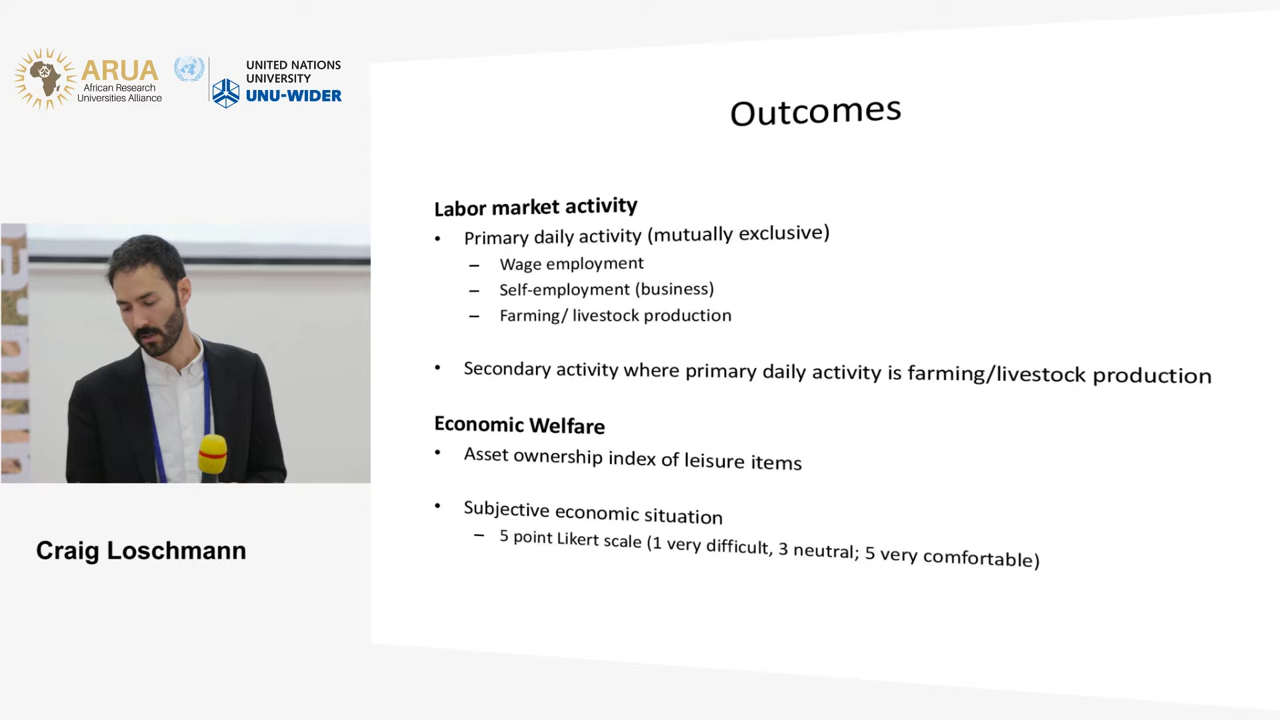 ARUA
African Research
Universities Alliance
UNITED NATIONS
UNIVERSITY
UNU-WIDER
Craig Loschmann
Outcomes
Labor market activity
• Primary daily activity (mutually exclusive)
– Wage employment
– Self-employment (business)
– Farming/ livestock production
• Secondary activity where primary daily activity is farming/livestock production
Economic Welfare
• Asset ownership index of leisure items
• Subjective economic situation
– 5 point Likert scale (1 very difficult, 3 neutral; 5 very comfortable)